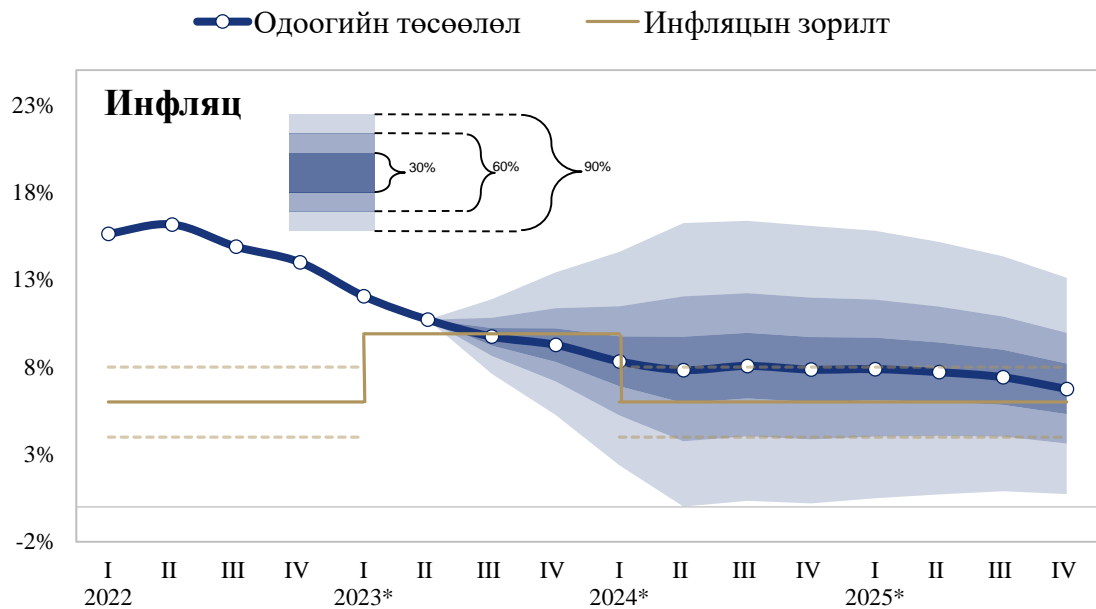 Одоогийн төсөөлөл Инфляцын зорилт
Инфляц
23%
18%
13%
8%
3%
-2%
30% 60% 90%
I II III IV I II III IV I II III IV I II III IV
2022 2023* 2024* 2025*